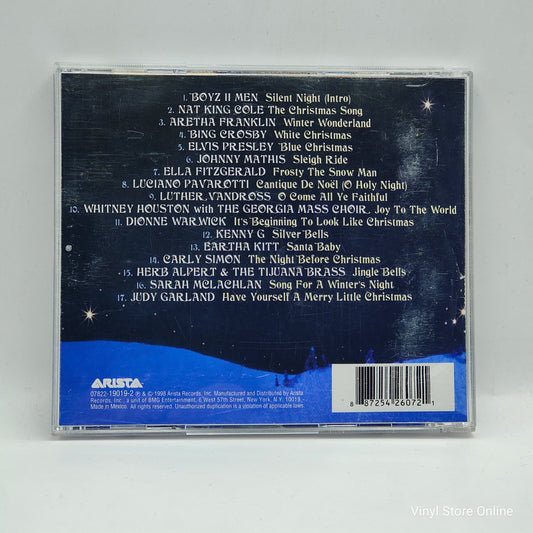 1. BOYZ II MEN Silent Night (Intro)
2. NAT KING COLE The Christmas Song
3. ARETHA FRANKLIN Winter Wonderland
4. BING CROSBY White Christmas
5. ELVIS PRESLEY Blue Christmas
6. JOHNNY MATHIS Sleigh Ride
7. ELLA FITZGERALD Frosty The Snow Man
8. LUCIANO PAVAROTTI Cantique De Noël (O Holy Night)
9. LUTHER VANDROSS O Come All Ye Faithful
10. WHITNEY HOUSTON with THE GEORGIA MASS CHOIR Joy To The World
11. DIONNE WARWICK It's Beginning To Look Like Christmas
12. KENNY G Silver Bells
13. EARTHA KITT Santa Baby
14. CARLY SIMON The Night Before Christmas
15. HERB ALPERT & THE TIJUANA BRASS Jingle Bells
16. SARAH MCLACHLAN Song For A Winter's Night
17. JUDY GARLAND Have Yourself A Merry Little Christmas
ARISTA
07822-19019-2 ℗ & © 1998 Arista Records, Inc. Manufactured and Distributed by Arista
Records, Inc., a unit of BMG Entertainment, 6 West 57th Street, New York, N.Y. 10019.
Made in Mexico. All rights reserved. Unauthorized duplication is a violation of applicable laws.
8 87254 26072 1
Vinyl Store Online